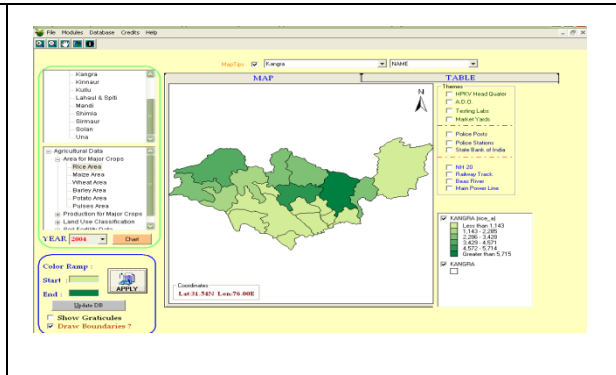 File Modules Database Credits Help
MapTips Kangra NAME
MAP TABLE
Kangra
Kinnaur
Kullu
Lahaul & Spiti
Mandi
Shimla
Sirmaur
Solan
Una
Agricultural Data
Area for Major Crops
Rice Area
Maize Area
Wheat Area
Barley Area
Potato Area
Pulses Area
Production for Major Crops
Land Use Classification
Soil Fertility Data
YEAR 2004 Chart
Color Ramp :
Start :
End :
APPLY
Update DB
Show Graticules
Draw Boundaries ?
N
Coordinates
Lat:31.54N Lon:76.00E
Themes
HPKV Head Quater
A.D.O.
Testing Labs
Market Yards
Police Posts
Police Stations
State Bank of India
NH 20
Railway Track
Beas River
Main Power Line
KANGRA (rice_a)
Less than 1,143
1,143 - 2,285
2,286 - 3,428
3,429 - 4,571
4,572 - 5,714
Greater than 5,715
KANGRA